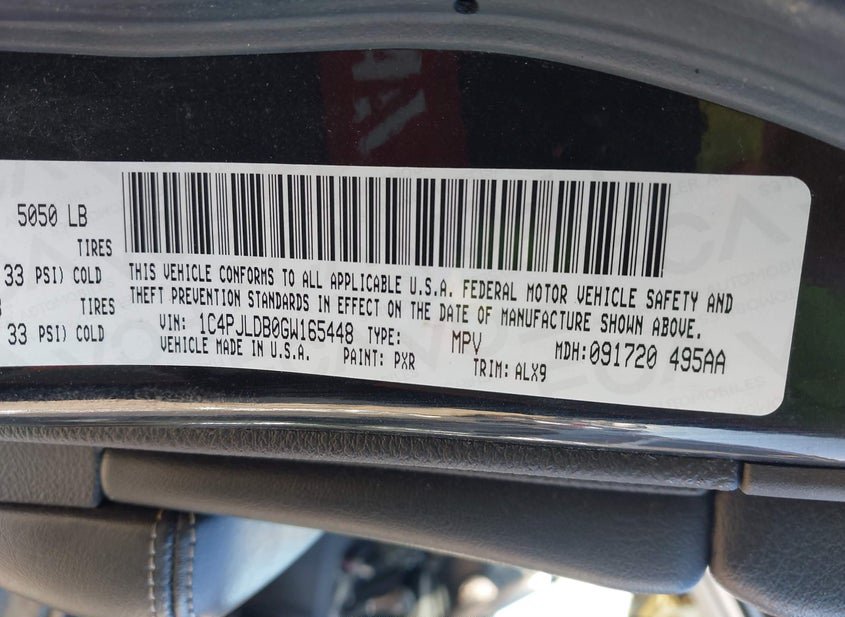 5050 LB
TIRES
33 PSI) COLD
TIRES
33 PSI) COLD
THIS VEHICLE CONFORMS TO ALL APPLICABLE U.S.A. FEDERAL MOTOR VEHICLE SAFETY AND
THEFT PREVENTION STANDARDS IN EFFECT ON THE DATE OF MANUFACTURE SHOWN ABOVE.
VIN: 1C4PJLDB0GW165448 TYPE: MPV MDH: 091720 495AA
VEHICLE MADE IN U.S.A. PAINT: PXR TRIM: ALX9